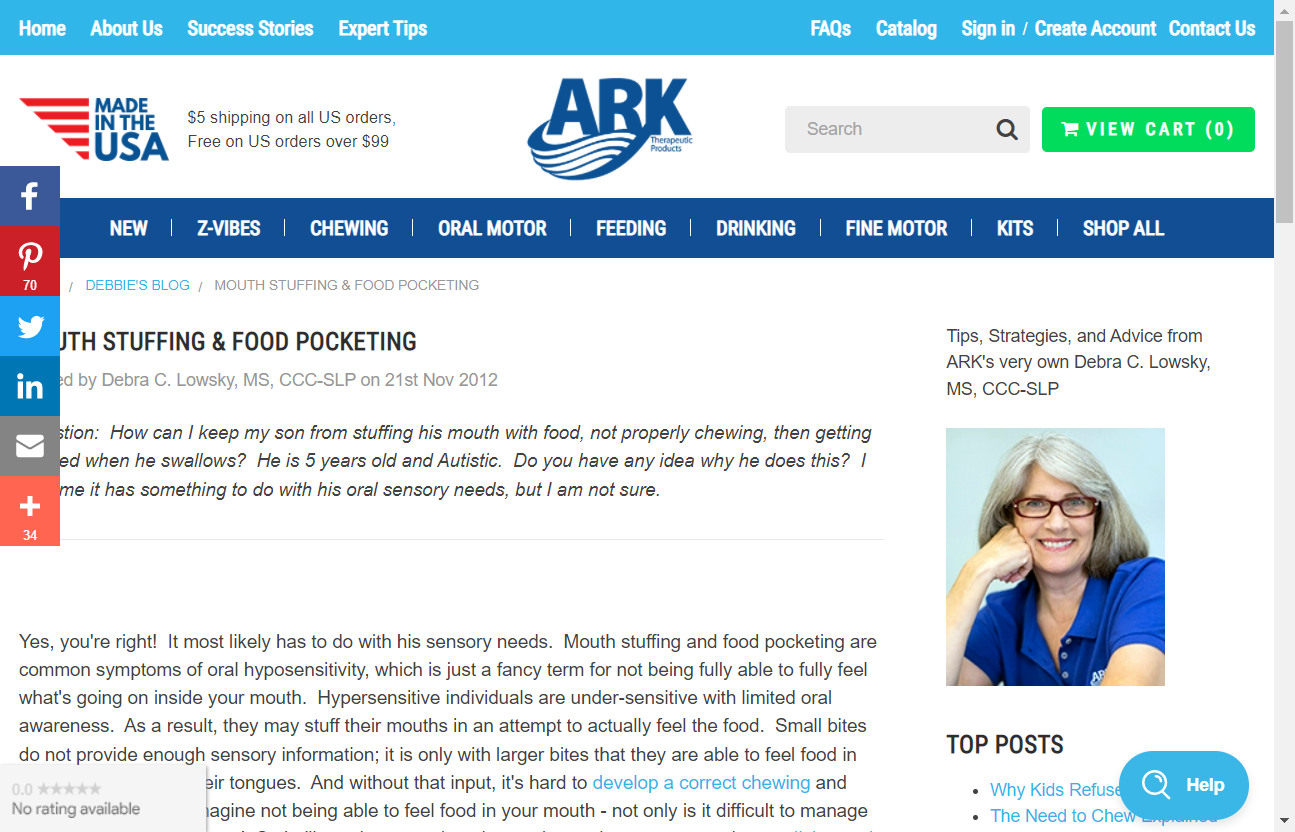 Home About Us Success Stories Expert Tips FAQs Catalog Sign in / Create Account Contact Us
MADE IN THE USA
$5 shipping on all US orders,
Free on US orders over $99
ARK
Therapeutic
Products
Search
VIEW CART (0)
NEW Z-VIBES CHEWING ORAL MOTOR FEEDING DRINKING FINE MOTOR KITS SHOP ALL
70
34
/ DEBBIE'S BLOG / MOUTH STUFFING & FOOD POCKETING
UTH STUFFING & FOOD POCKETING
ed by Debra C. Lowsky, MS, CCC-SLP on 21st Nov 2012
stion: How can I keep my son from stuffing his mouth with food, not properly chewing, then getting
ed when he swallows? He is 5 years old and Autistic. Do you have any idea why he does this? I
me it has something to do with his oral sensory needs, but I am not sure.
Yes, you're right! It most likely has to do with his sensory needs. Mouth stuffing and food pocketing are
common symptoms of oral hyposensitivity, which is just a fancy term for not being fully able to fully feel
what's going on inside your mouth. Hypersensitive individuals are under-sensitive with limited oral
awareness. As a result, they may stuff their mouths in an attempt to actually feel the food. Small bites
do not provide enough sensory information; it is only with larger bites that they are able to feel food in
eir tongues. And without that input, it's hard to develop a correct chewing and
magine not being able to feel food in your mouth - not only is it difficult to manage
0.0
No rating available
Tips, Strategies, and Advice from
ARK's very own Debra C. Lowsky,
MS, CCC-SLP
ARK
TOP POSTS
Why Kids Refuse
The Need to Chew Explained
Help